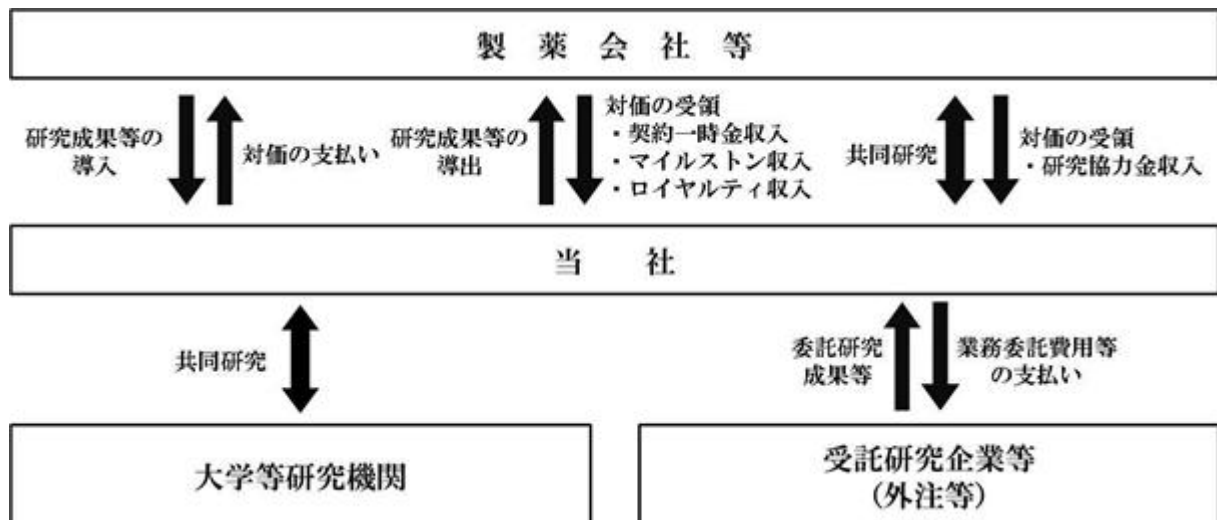 製薬会社等
研究成果等の
導入
対価の支払い
研究成果等の
導出
対価の受領
・契約一時金収入
・マイルストン収入
・ロイヤルティ収入
共同研究
対価の受領
・研究協力金収入
当社
共同研究
委託研究
成果等
業務委託費用等
の支払い
大学等研究機関
受託研究企業等
(外注等)